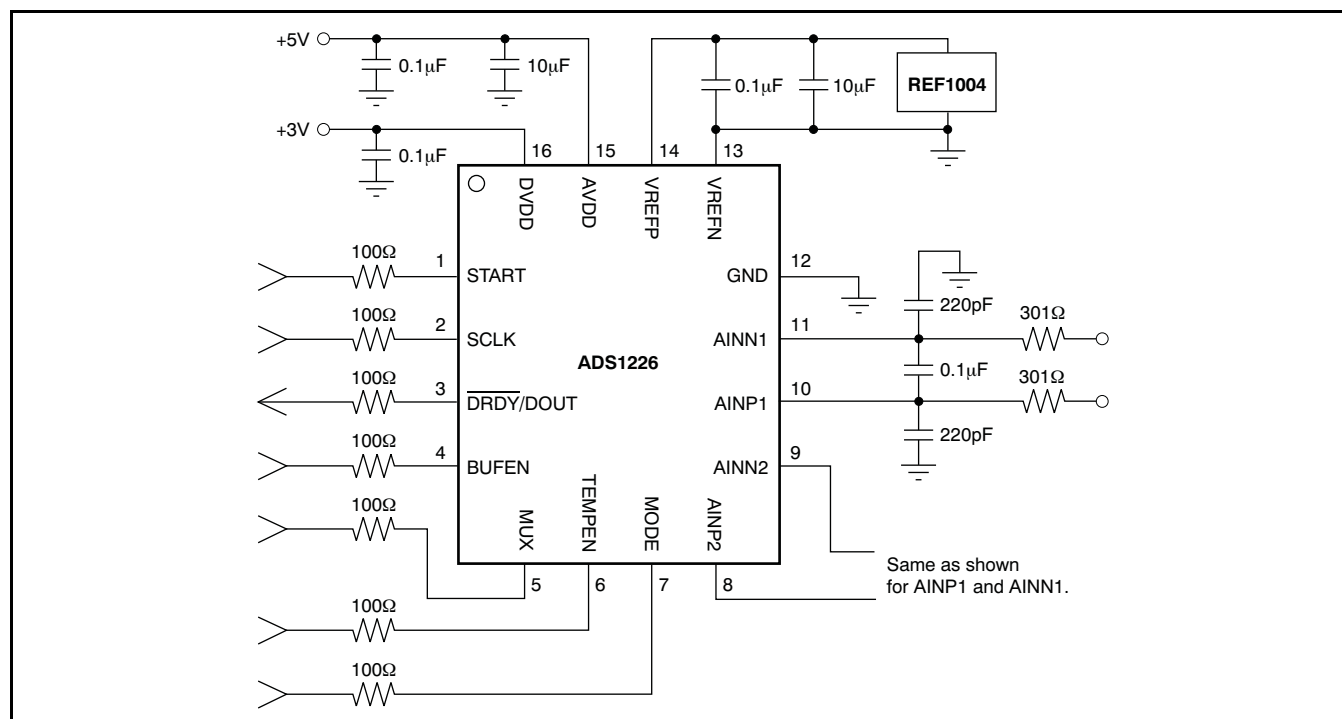 +5V
0.1μF
10μF
0.1μF
10μF
REF1004
+3V
0.1μF
16
15
14
13
DVDD
AVDD
VREFP
VREFN
100Ω
1
START
12
GND
220pF
100Ω
2
SCLK
11
AINN1
301Ω
ADS1226
0.1μF
100Ω
3
DRDY/DOUT
10
AINP1
301Ω
220pF
100Ω
4
BUFEN
9
AINN2
100Ω
MUX
TEMPEN
MODE
AINP2
5
6
7
8
Same as shown
for AINP1 and AINN1.
100Ω
100Ω